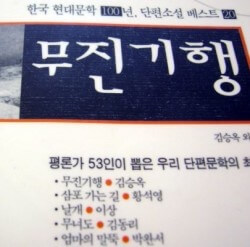 한국 현대문학 100년, 단편소설 베스트 20
무진기행
김승옥 외
평론가 53인이 뽑은 우리 단편문학의 최
· 무진기행 ● 김승옥
· 삼포 가는 길 ● 황석영
· 날개 ● 이상
· 무녀도 ● 김동리
· 엄마의 말뚝 ● 박완서